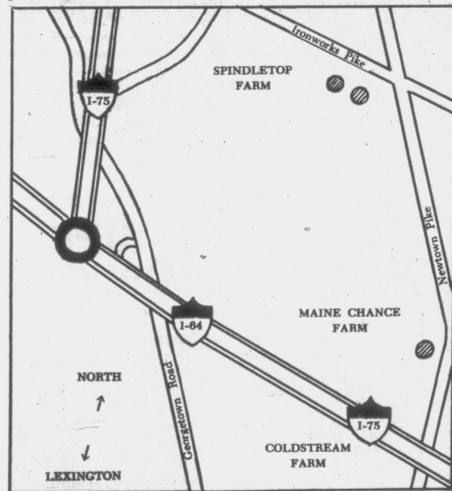 Ironworks Pike
SPINDLETOP
FARM
I-75
Newtown Pike
MAINE CHANCE
FARM
I-64
NORTH
Georgetown Road
I-75
COLDSTREAM
FARM
LEXINGTON